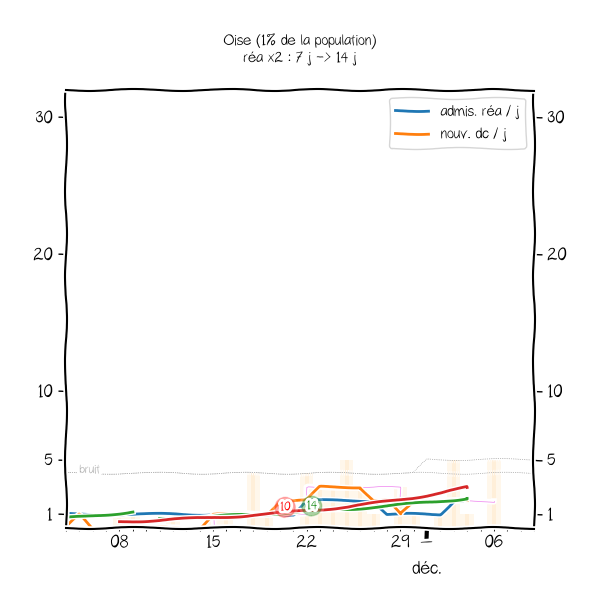 Oise (1% de la population)
réa x2 : 7 j -> 14 j
admis. réa / j
nouv. dc / j
30
30
20
20
10
10
5
5
bruit
1
1
10
14
08
15
22
29
06
déc.